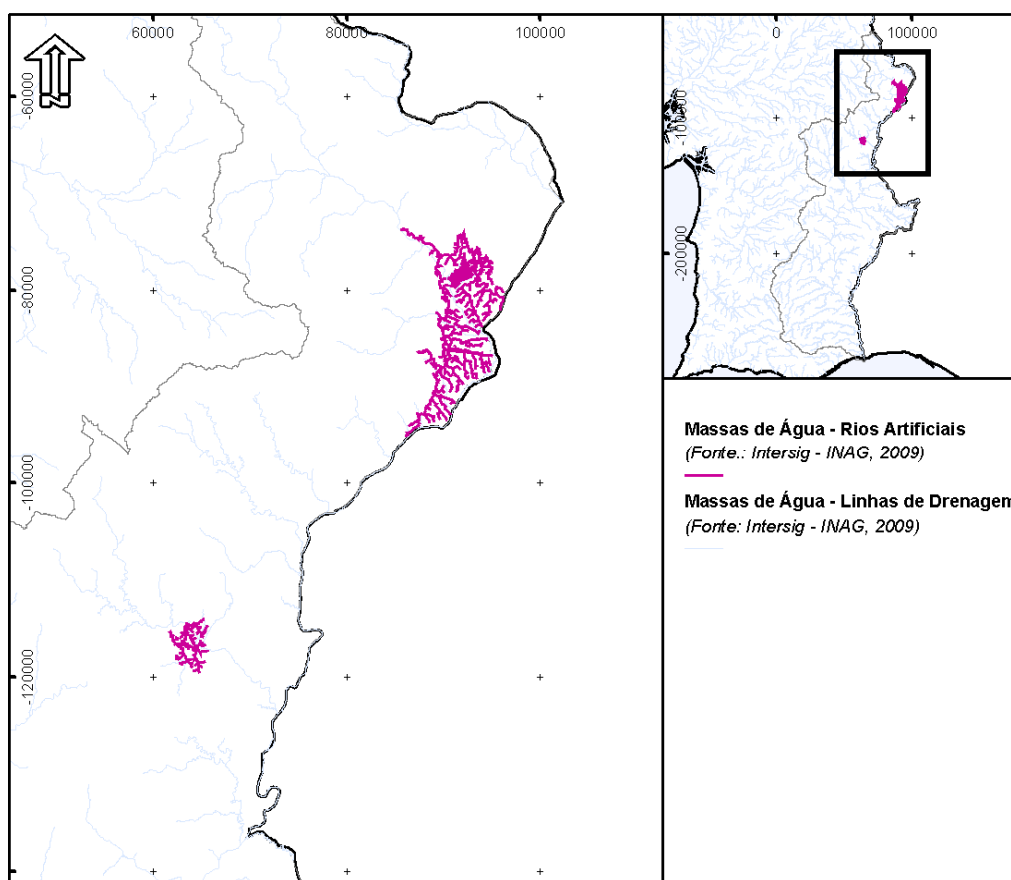 60000 80000 100000
N
-60000
-80000
-100000
-120000
0 100000
-100000
-200000
Massas de Água - Rios Artificiais
(Fonte.: Intersig - INAG, 2009)
Massas de Água - Linhas de Drenagem
(Fonte: Intersig - INAG, 2009)